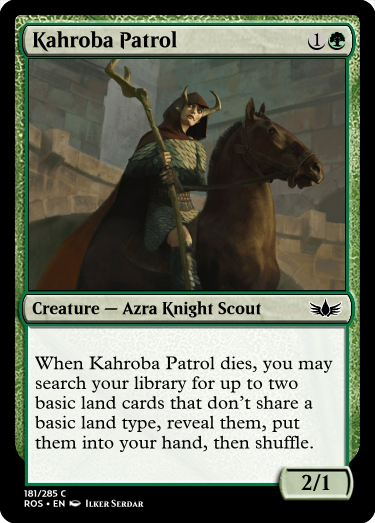 Kahroba Patrol 1
Creature — Azra Knight Scout
When Kahroba Patrol dies, you may
search your library for up to two
basic land cards that don't share a
basic land type, reveal them, put
them into your hand, then shuffle.
2/1
181/285 C
ROS • EN Ilker Serdar